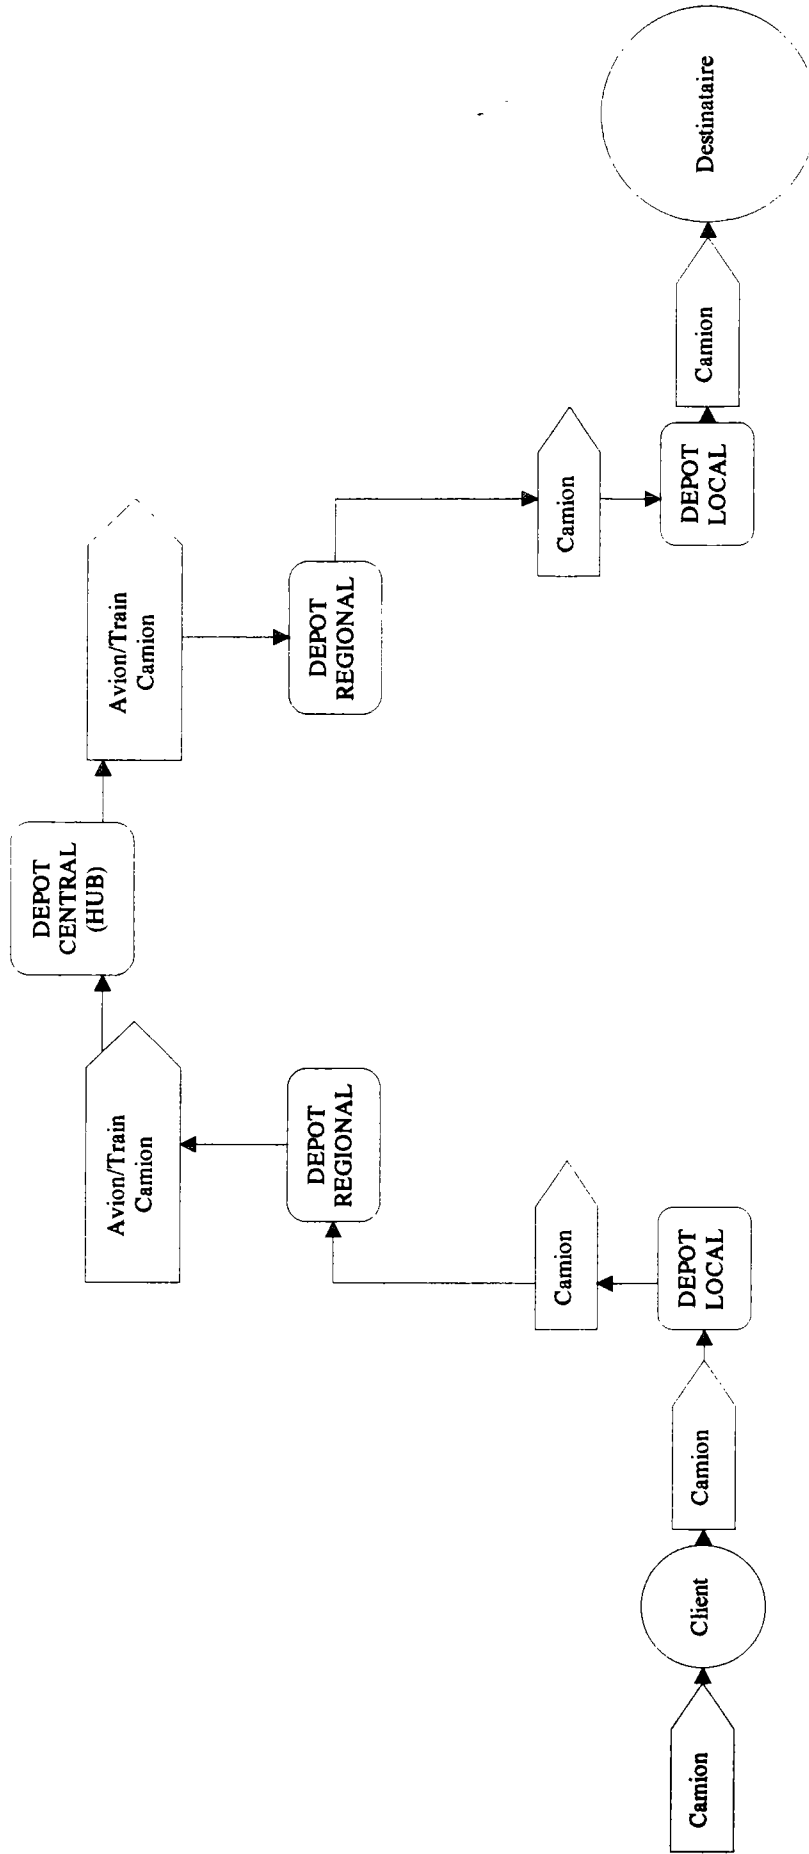 Camion
Client
Camion
DEPOT
LOCAL
Camion
DEPOT
REGIONAL
Avion/Train
Camion
DEPOT
CENTRAL
(HUB)
Avion/Train
Camion
DEPOT
REGIONAL
Camion
DEPOT
LOCAL
Camion
Destinataire